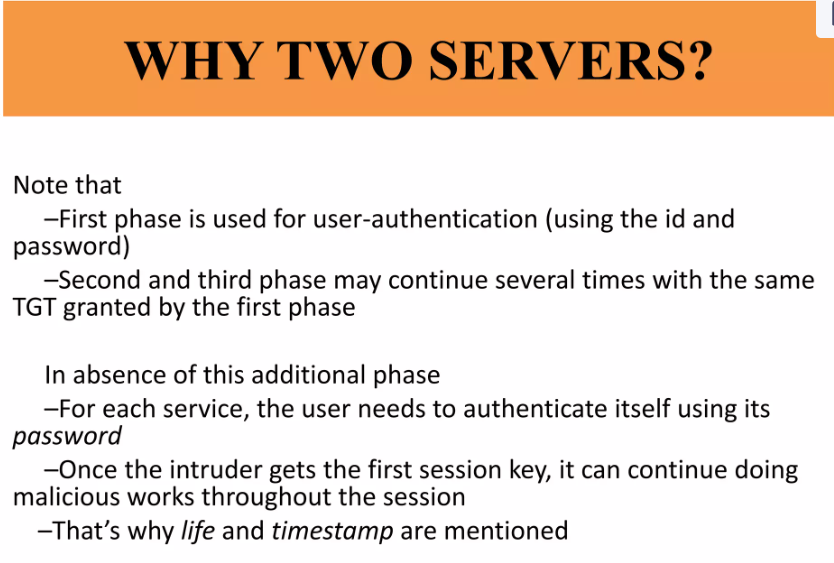 WHY TWO SERVERS?
Note that
–First phase is used for user-authentication (using the id and
password)
–Second and third phase may continue several times with the same
TGT granted by the first phase
In absence of this additional phase
–For each service, the user needs to authenticate itself using its
password
–Once the intruder gets the first session key, it can continue doing
malicious works throughout the session
–That’s why life and timestamp are mentioned